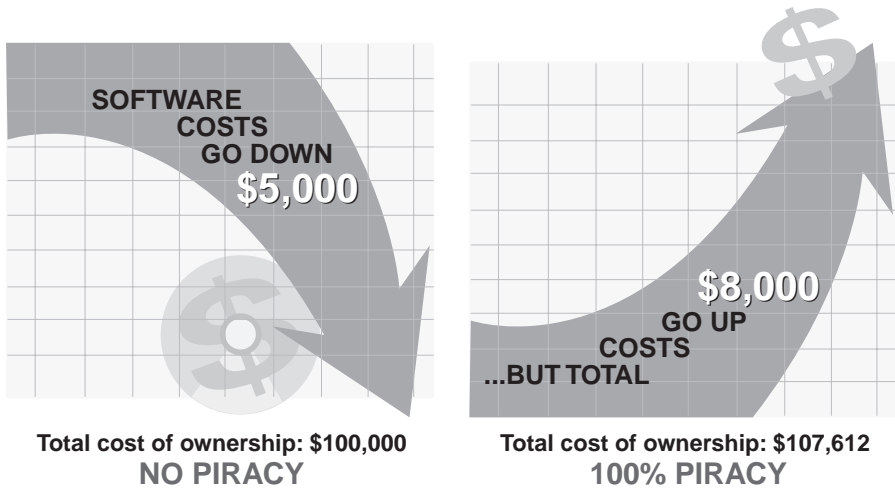 SOFTWARE
COSTS
GO DOWN
$5,000
$
Total cost of ownership: $100,000
NO PIRACY
$
$8,000
GO UP
COSTS
...BUT TOTAL
Total cost of ownership: $107,612
100% PIRACY